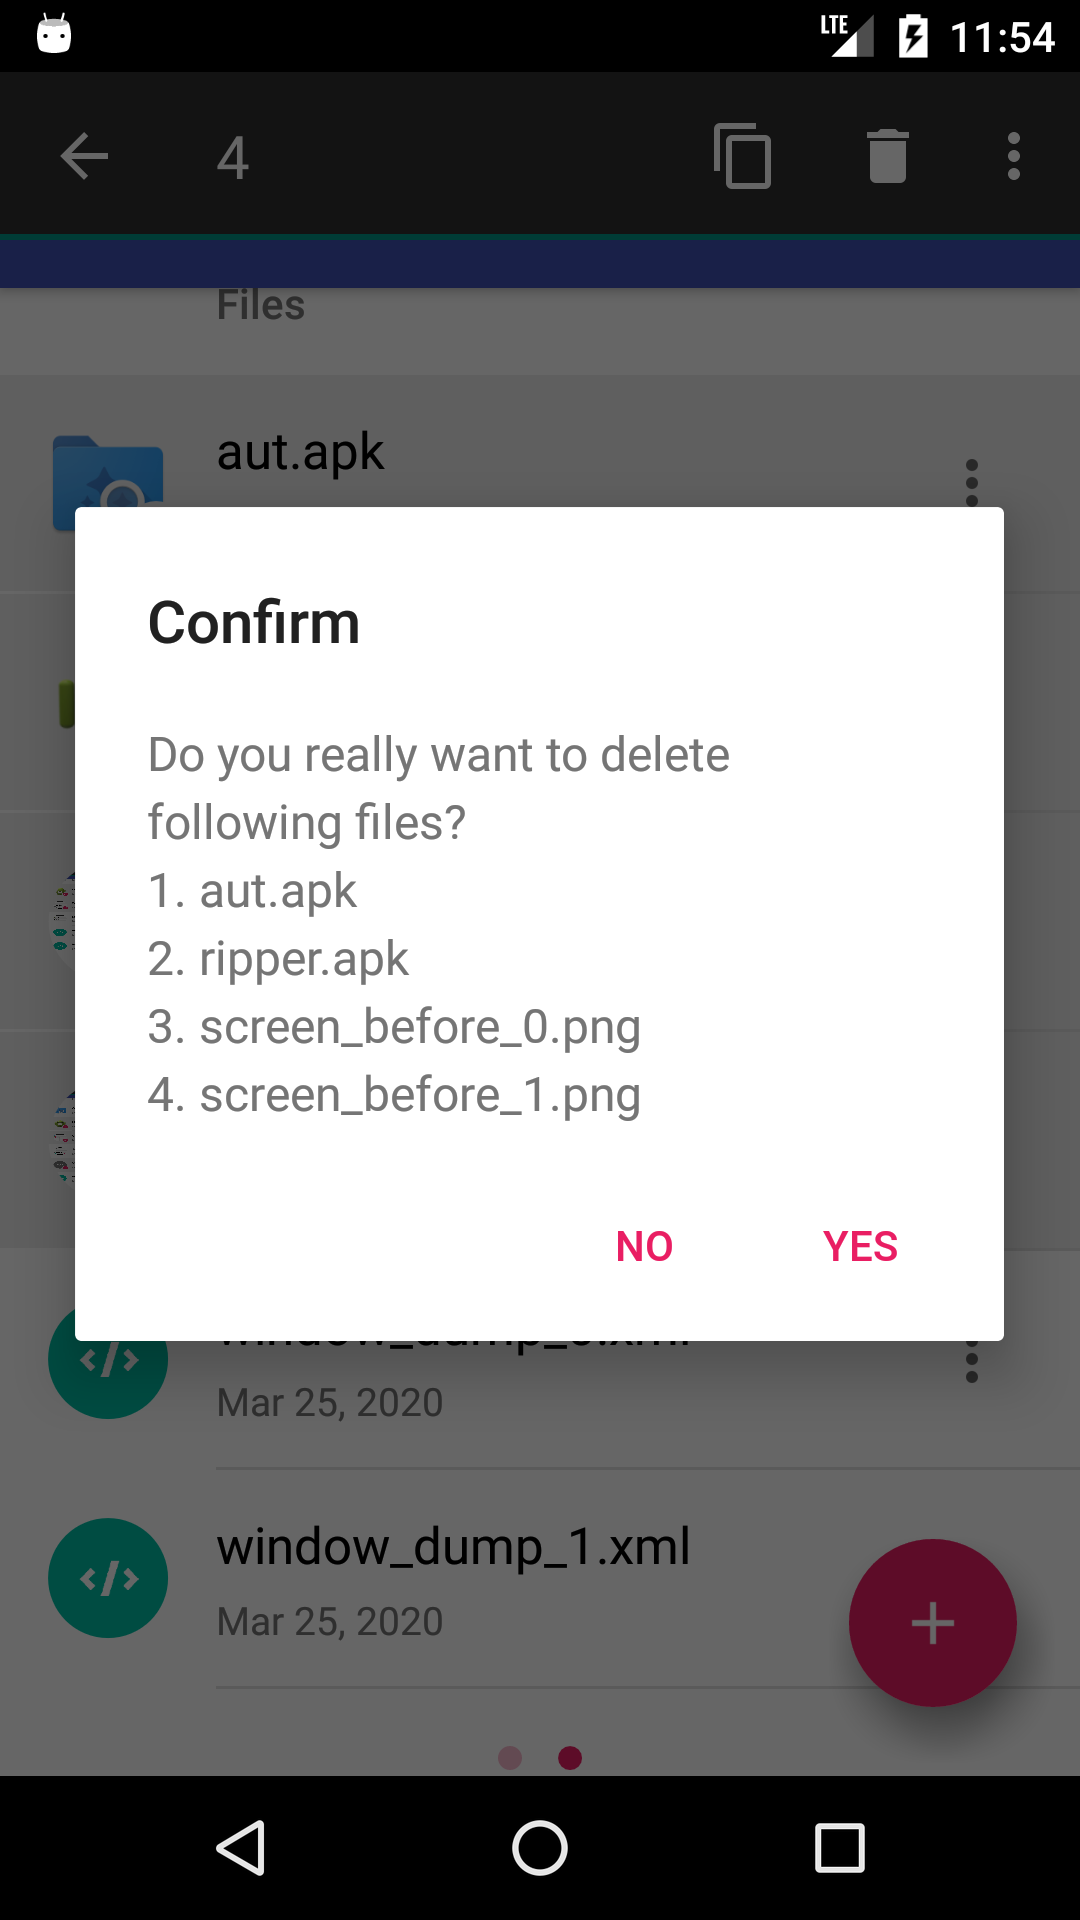 LTE 11:54
4
Files
aut.apk
Confirm
Do you really want to delete
following files?
1. aut.apk
2. ripper.apk
3. screen_before_0.png
4. screen_before_1.png
NO YES
Mar 25, 2020
window_dump_1.xml
Mar 25, 2020